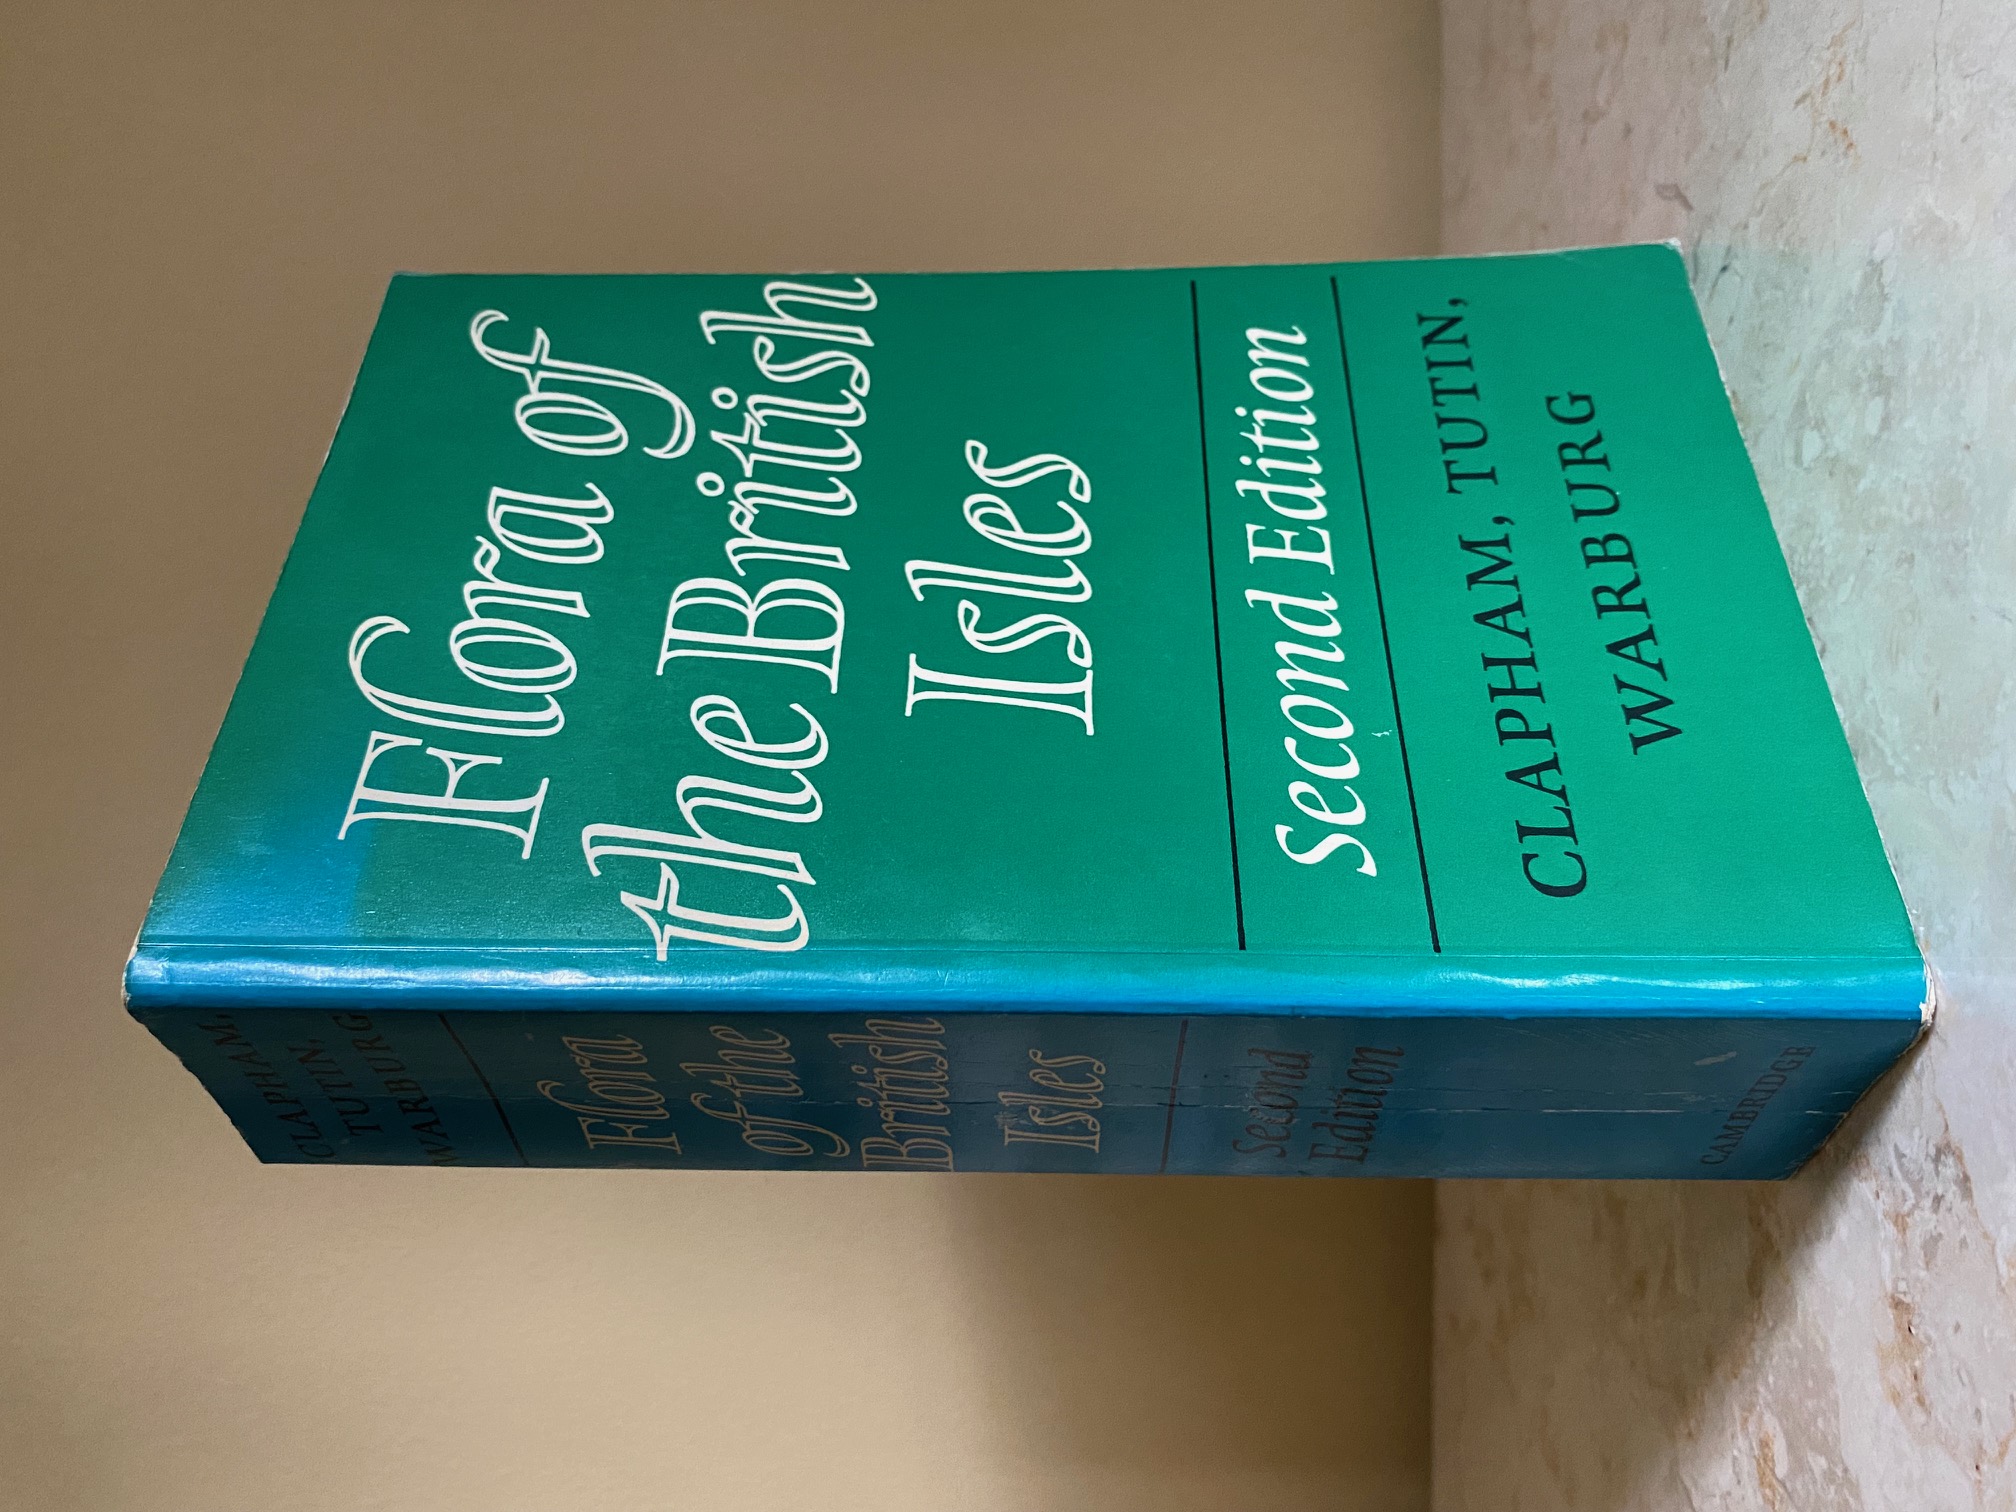 Flora of
the British
Isles
Second Edition
CLAPHAM, TUTIN,
WARBURG
CLAPHAM,
TUTIN,
WARBURG
Flora
of the
British
Isles
Second
Edition
CAMBRIDGE